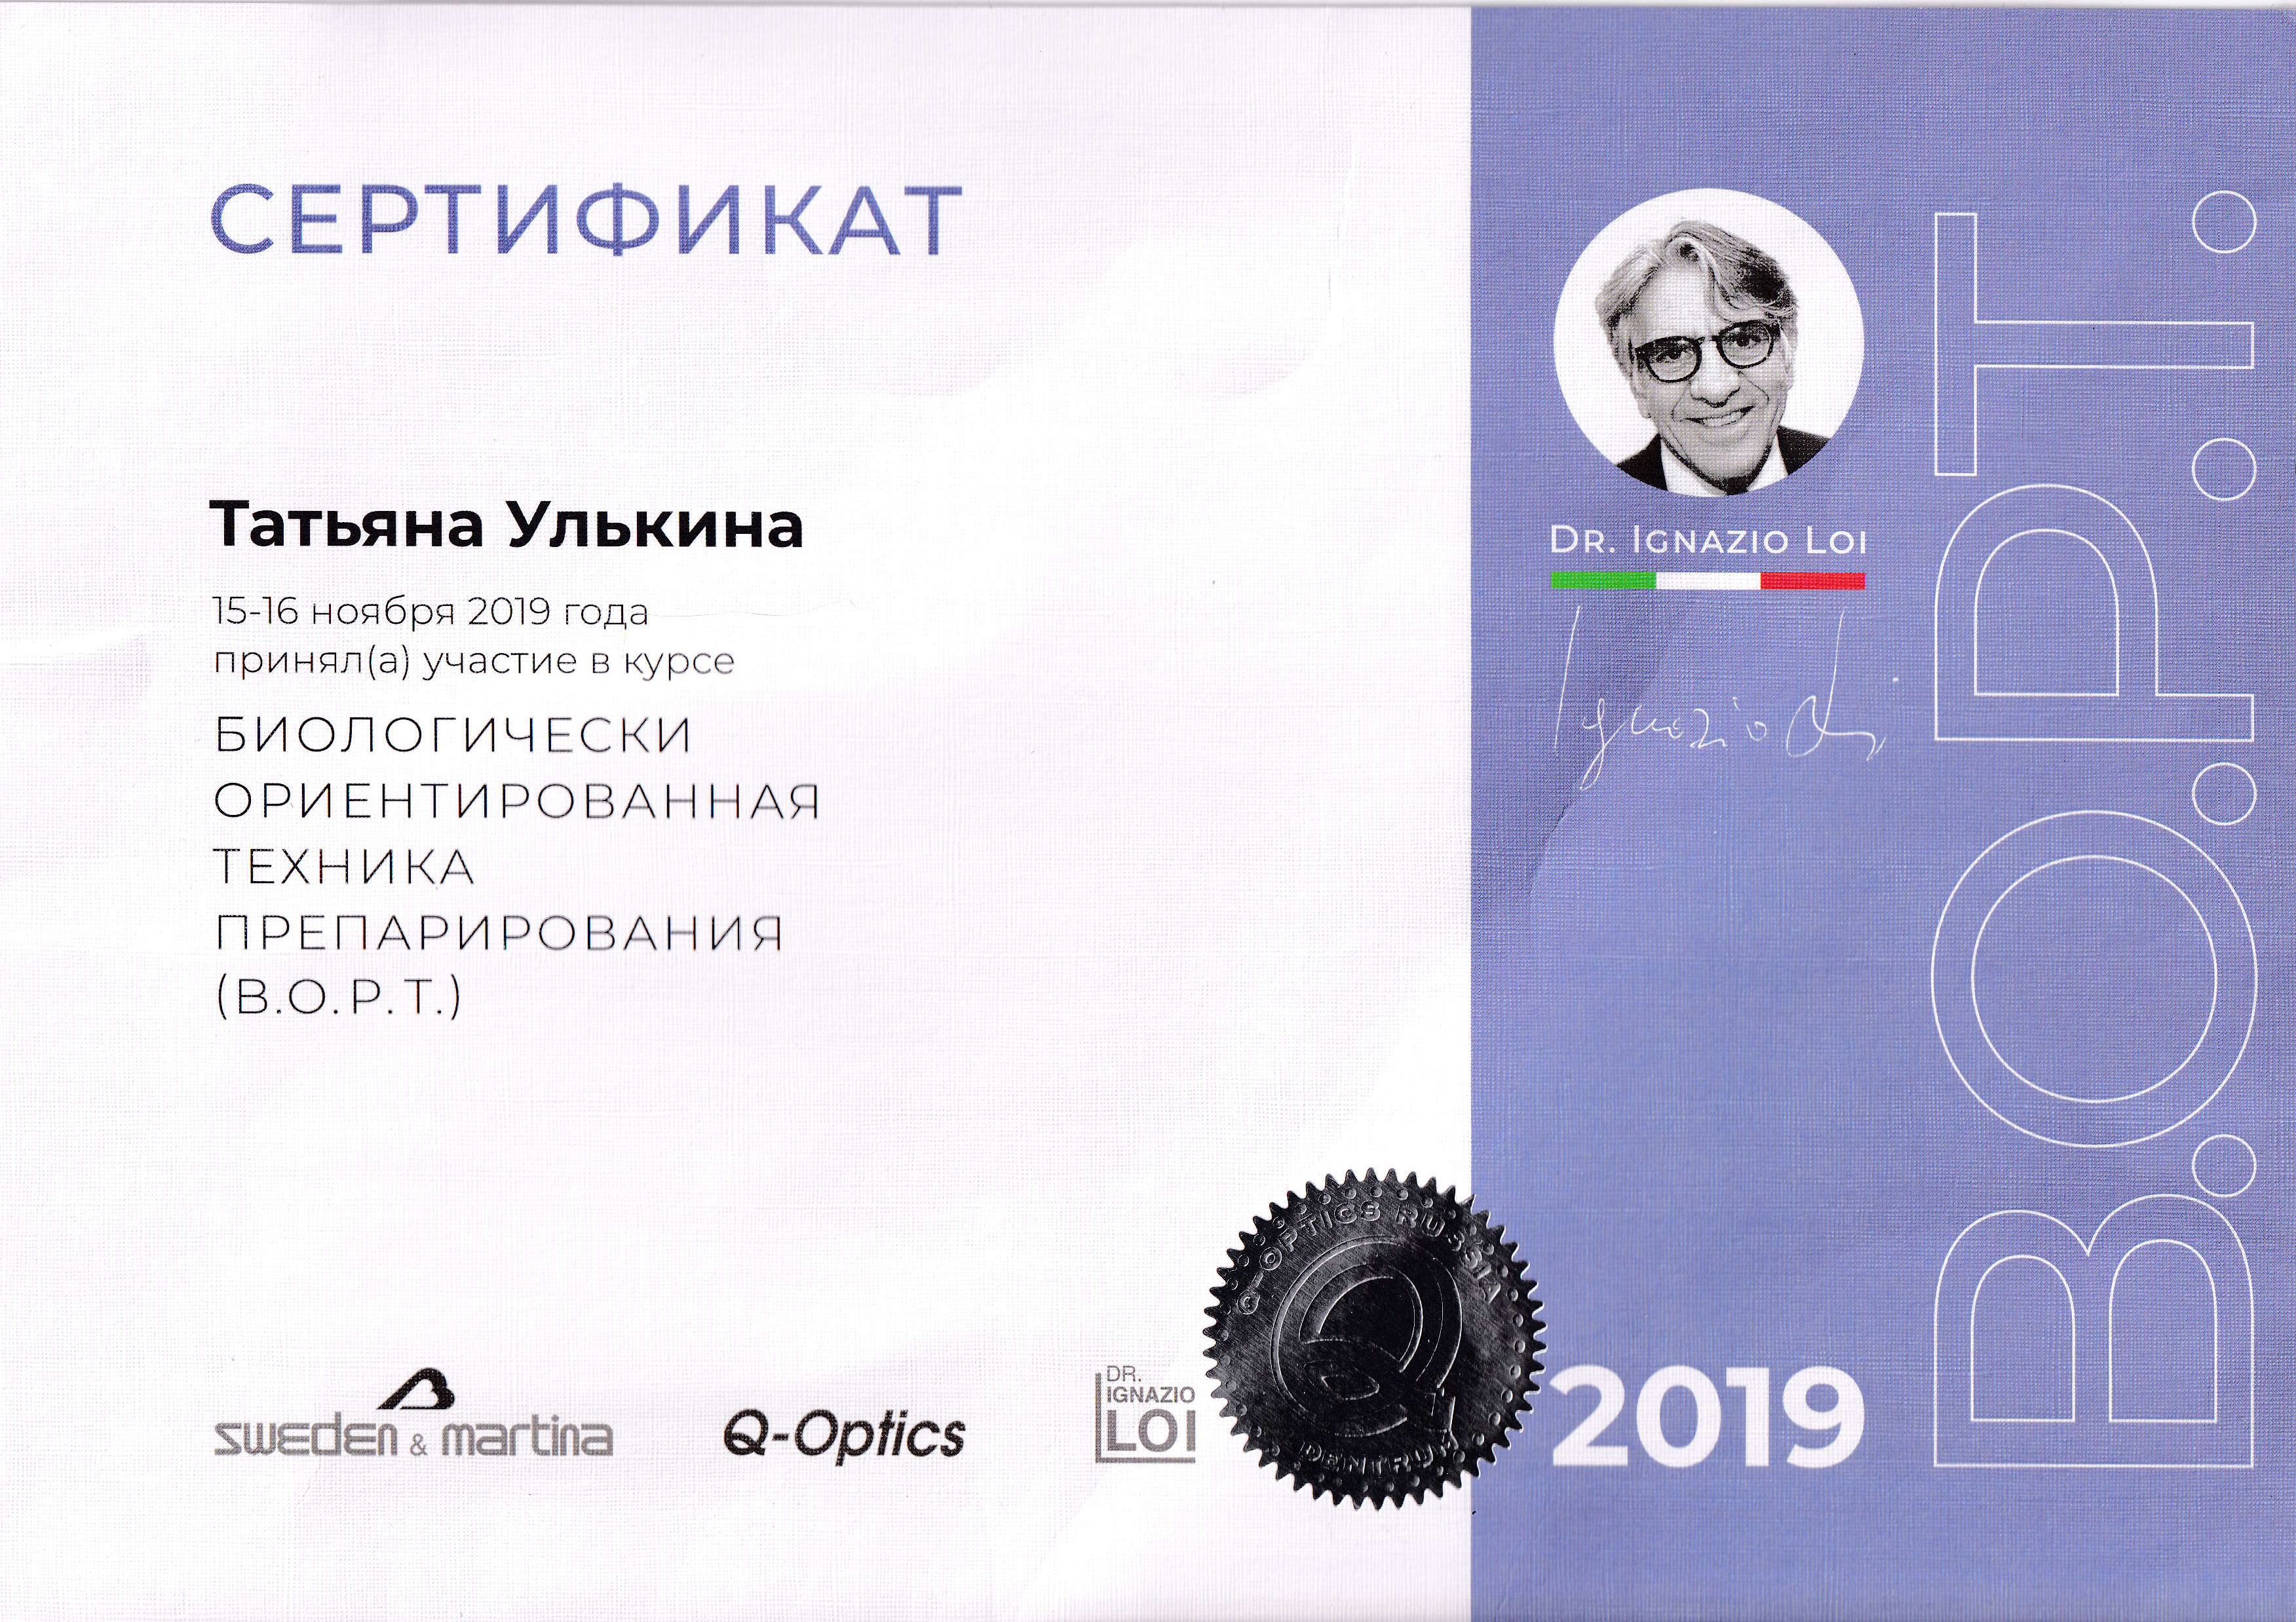 СЕРТИФИКАТ
Татьяна Улькина
15-16 ноября 2019 года
принял(а) участие в курсе
БИОЛОГИЧЕСКИ
ОРИЕНТИРОВАННАЯ
ТЕХНИКА
ПРЕПАРИРОВАНИЯ
(B.O.P.T.)
sweden & martina
Q-Optics
DR.
IGNAZIO
LOI
Q-OPTICS RUSSIA
DENTRUM
DR. IGNAZIO LOI
Ignazio Loi
2019
B.O.P.T.